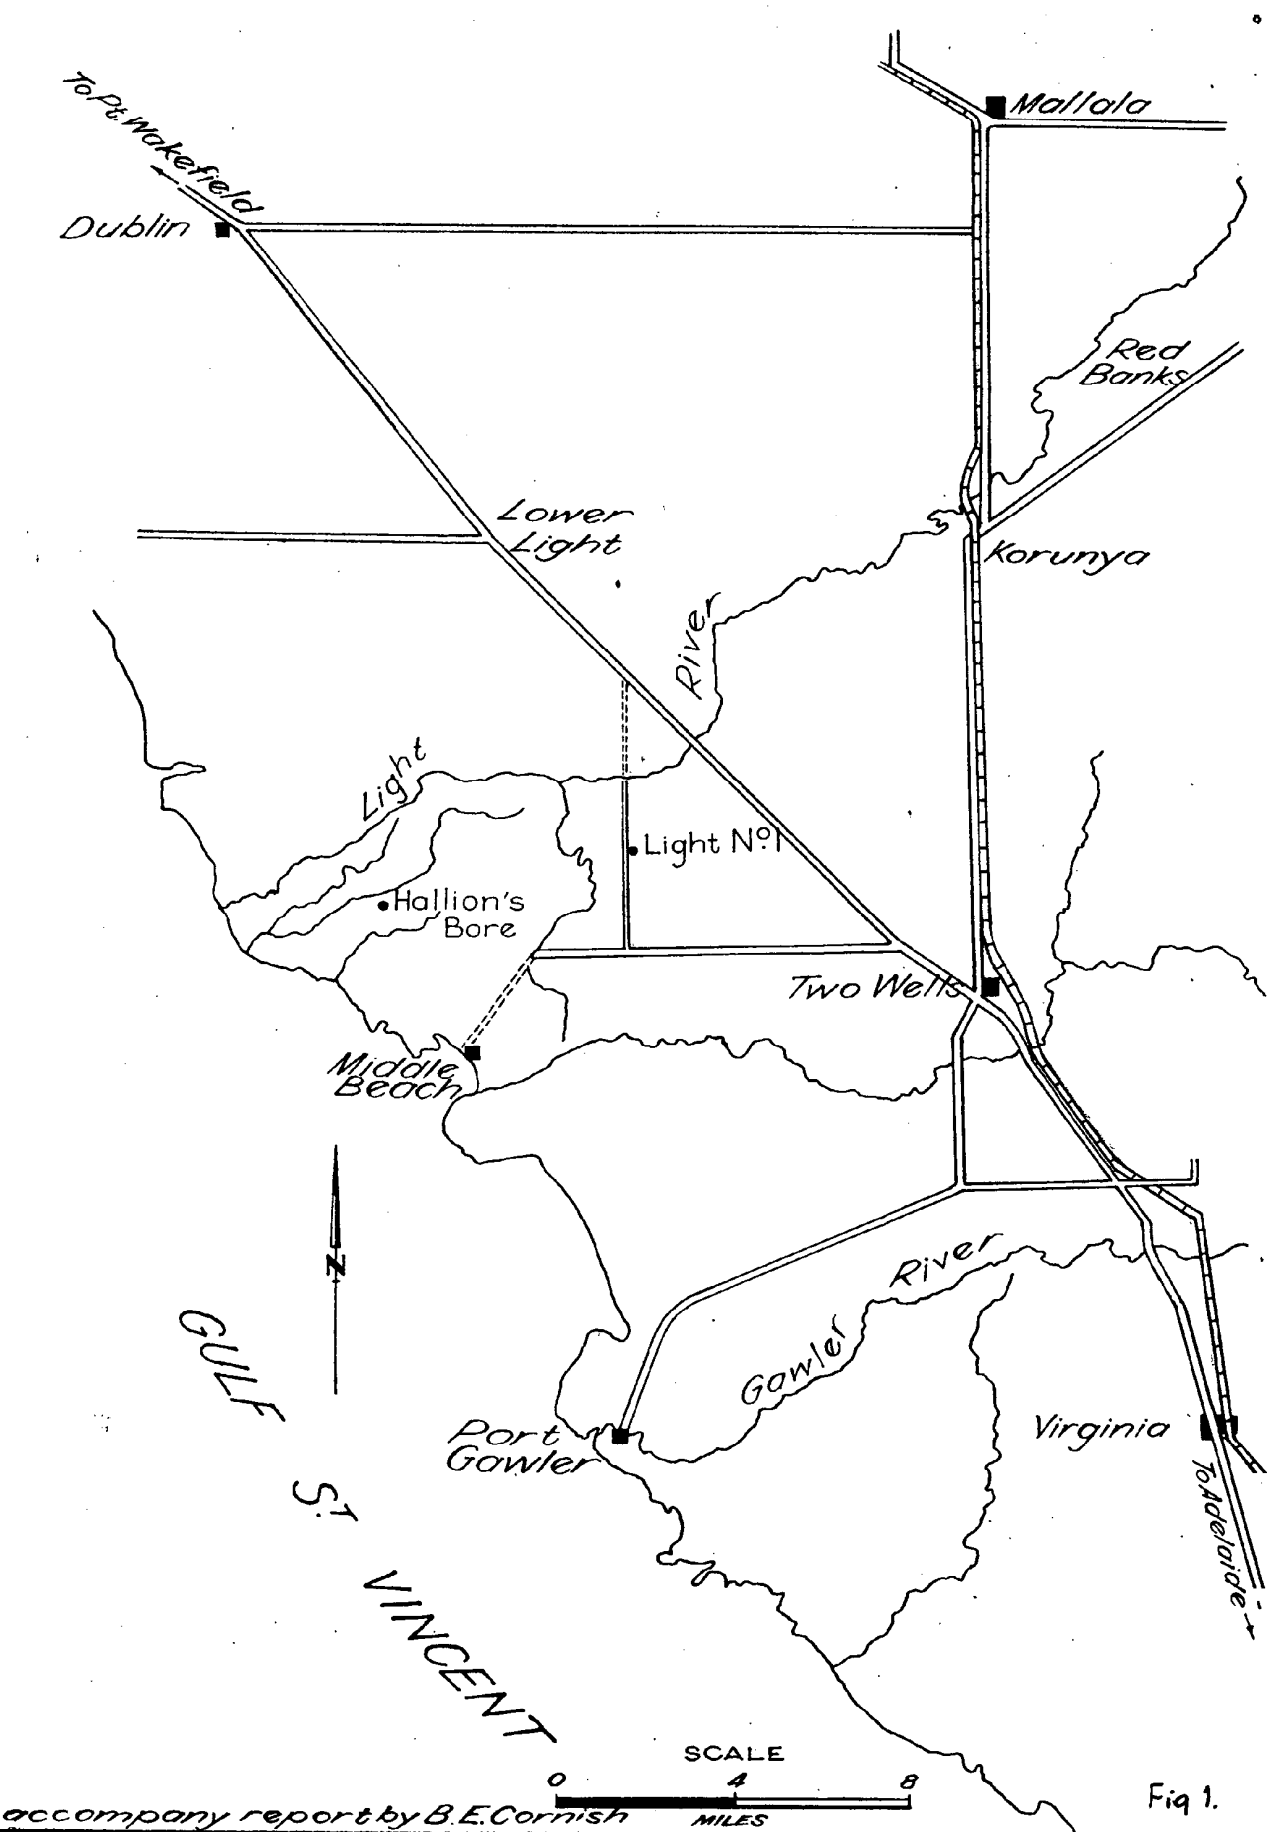 To Pt. Wakefield
Mallala
Dublin
Red
Banks
Lower
Light
Korunya
River
Light
Light No. 1
Hallion's
Bore
Two Wells
Middle
Beach
N
River
Gawler
GULF
ST.
VINCENT
Port
Gawler
Virginia
To Adelaide
SCALE
0 4 8
MILES
accompany report by B.E. Cornish
Fig 1.